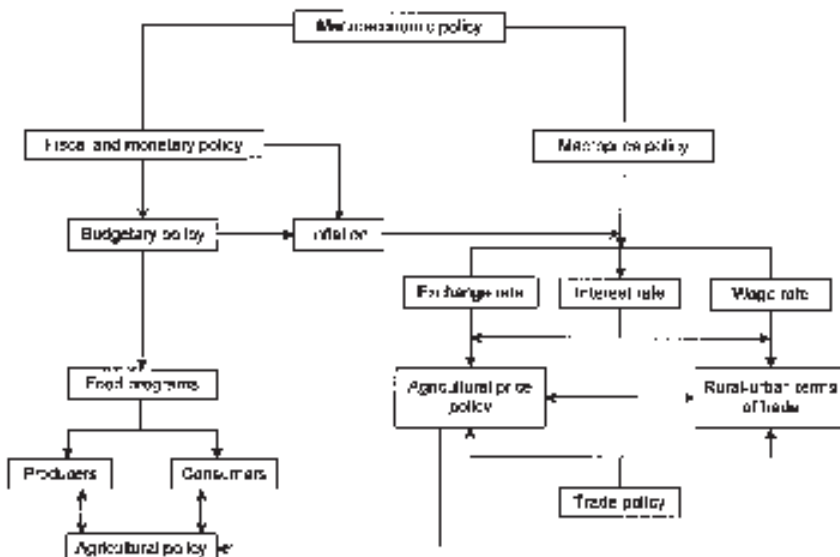 Macroeconomic policy
Fiscal and monetary policy
Macroprice policy
Budgetary policy
Inflation
Exchange rate
Interest rate
Wage rate
Food programs
Agricultural price
policy
Rural-urban terms
of trade
Producers
Consumers
Trade policy
Agricultural policy